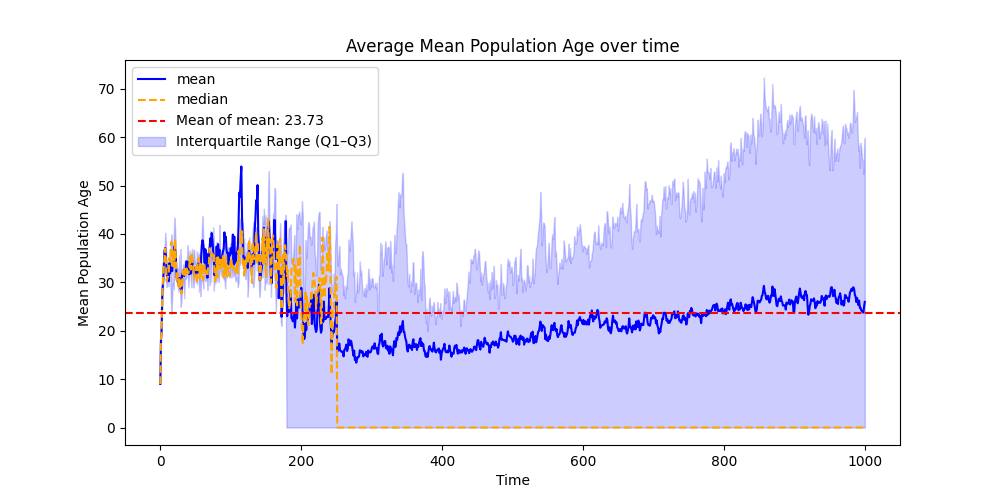 Average Mean Population Age over time
mean
median
Mean of mean: 23.73
Interquartile Range (Q1–Q3)
Mean Population Age
70
60
50
40
30
20
10
0
0 200 400 600 800 1000
Time